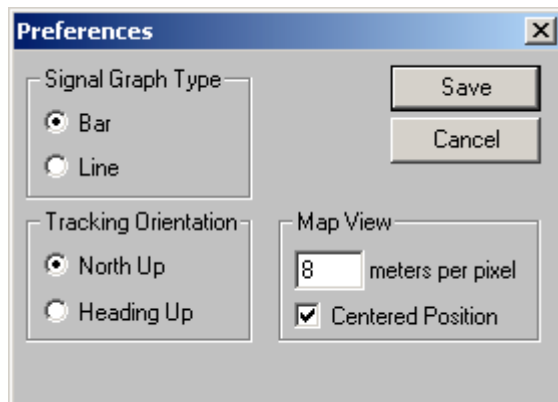 Preferences
Signal Graph Type
Bar
Line
Save
Cancel
Tracking Orientation
North Up
Heading Up
Map View
8 meters per pixel
Centered Position